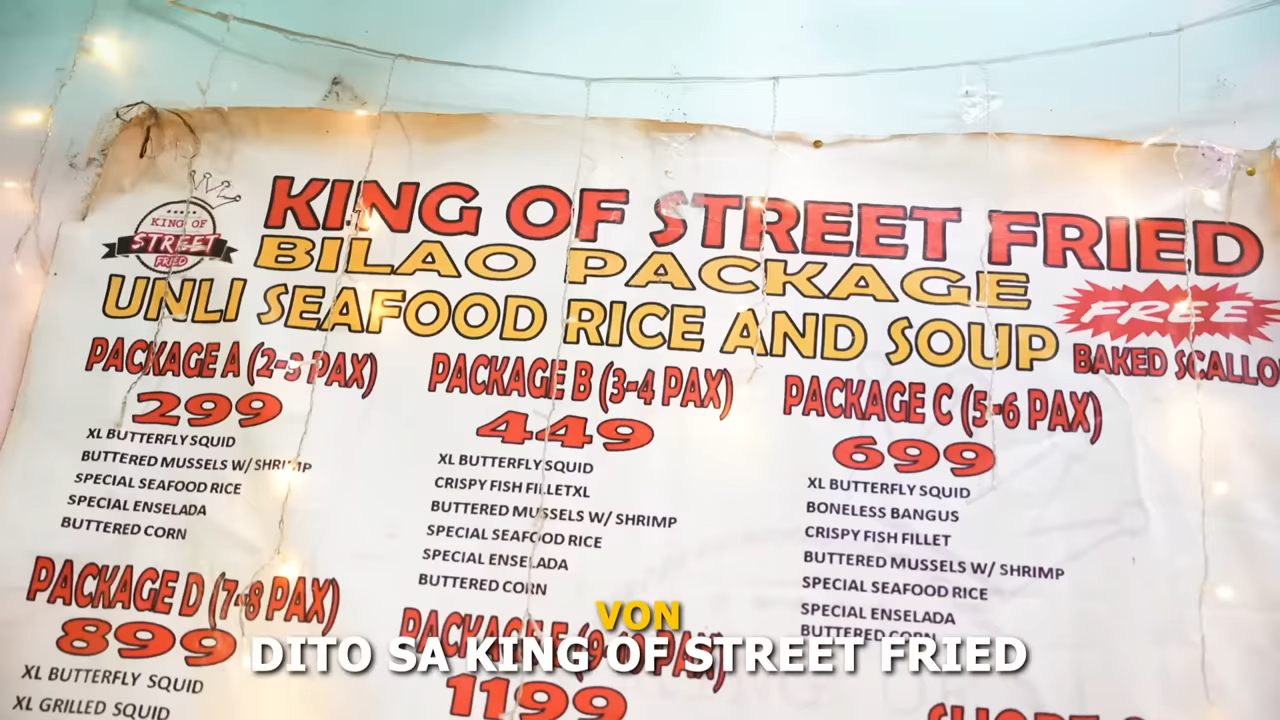 KING OF
STREET
FRIED
KING OF STREET FRIED
BILAO PACKAGE
UNLI SEAFOOD RICE AND SOUP
FREE
BAKED SCALLO
PACKAGE A (2-3 PAX)
299
XL BUTTERFLY SQUID
BUTTERED MUSSELS W/ SHRIMP
SPECIAL SEAFOOD RICE
SPECIAL ENSELADA
BUTTERED CORN
PACKAGE B (3-4 PAX)
449
XL BUTTERFLY SQUID
CRISPY FISH FILLETXL
BUTTERED MUSSELS W/ SHRIMP
SPECIAL SEAFOOD RICE
SPECIAL ENSELADA
BUTTERED CORN
PACKAGE C (5-6 PAX)
699
XL BUTTERFLY SQUID
BONELESS BANGUS
CRISPY FISH FILLET
BUTTERED MUSSELS W/ SHRIMP
SPECIAL SEAFOOD RICE
SPECIAL ENSELADA
BUTTERED CORN
PACKAGE D (7-8 PAX)
899
XL BUTTERFLY SQUID
XL GRILLED SQUID
PACKAGE PAX)
1199
VON
DITO SA KING OF STREET FRIED